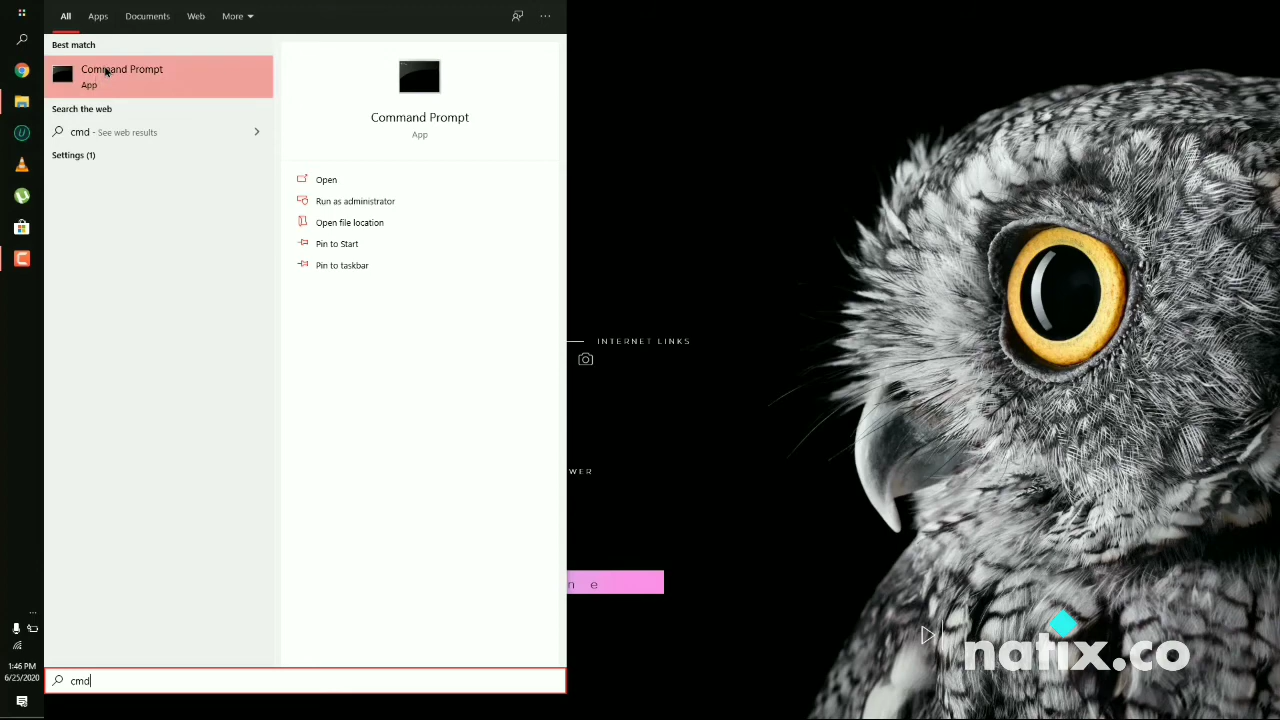 All Apps Documents Web More
Best match
Command Prompt
App
Search the web
cmd - See web results
Settings (1)
Command Prompt
App
Open
Run as administrator
Open file location
Pin to Start
Pin to taskbar
INTERNET LINKS
WER
n e
natix.co
1:46 PM
6/25/2020
cmd